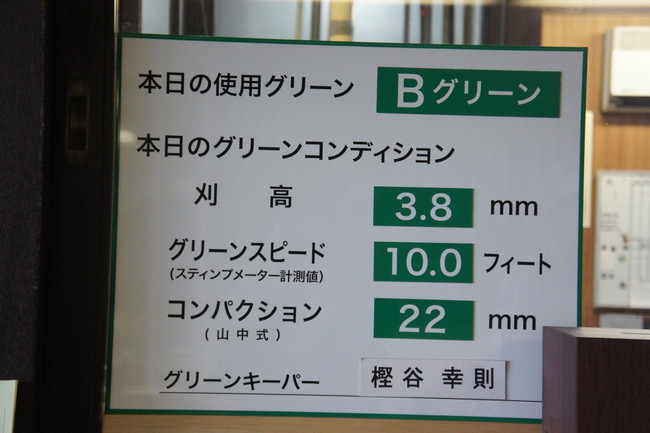 本日の使用グリーン Bグリーン
本日のグリーンコンディション
刈高 3.8 mm
グリーンスピード 10.0 フィート
(スティンプメーター計測値)
コンパクション 22 mm
(山中式)
グリーンキーパー 樫谷 幸則